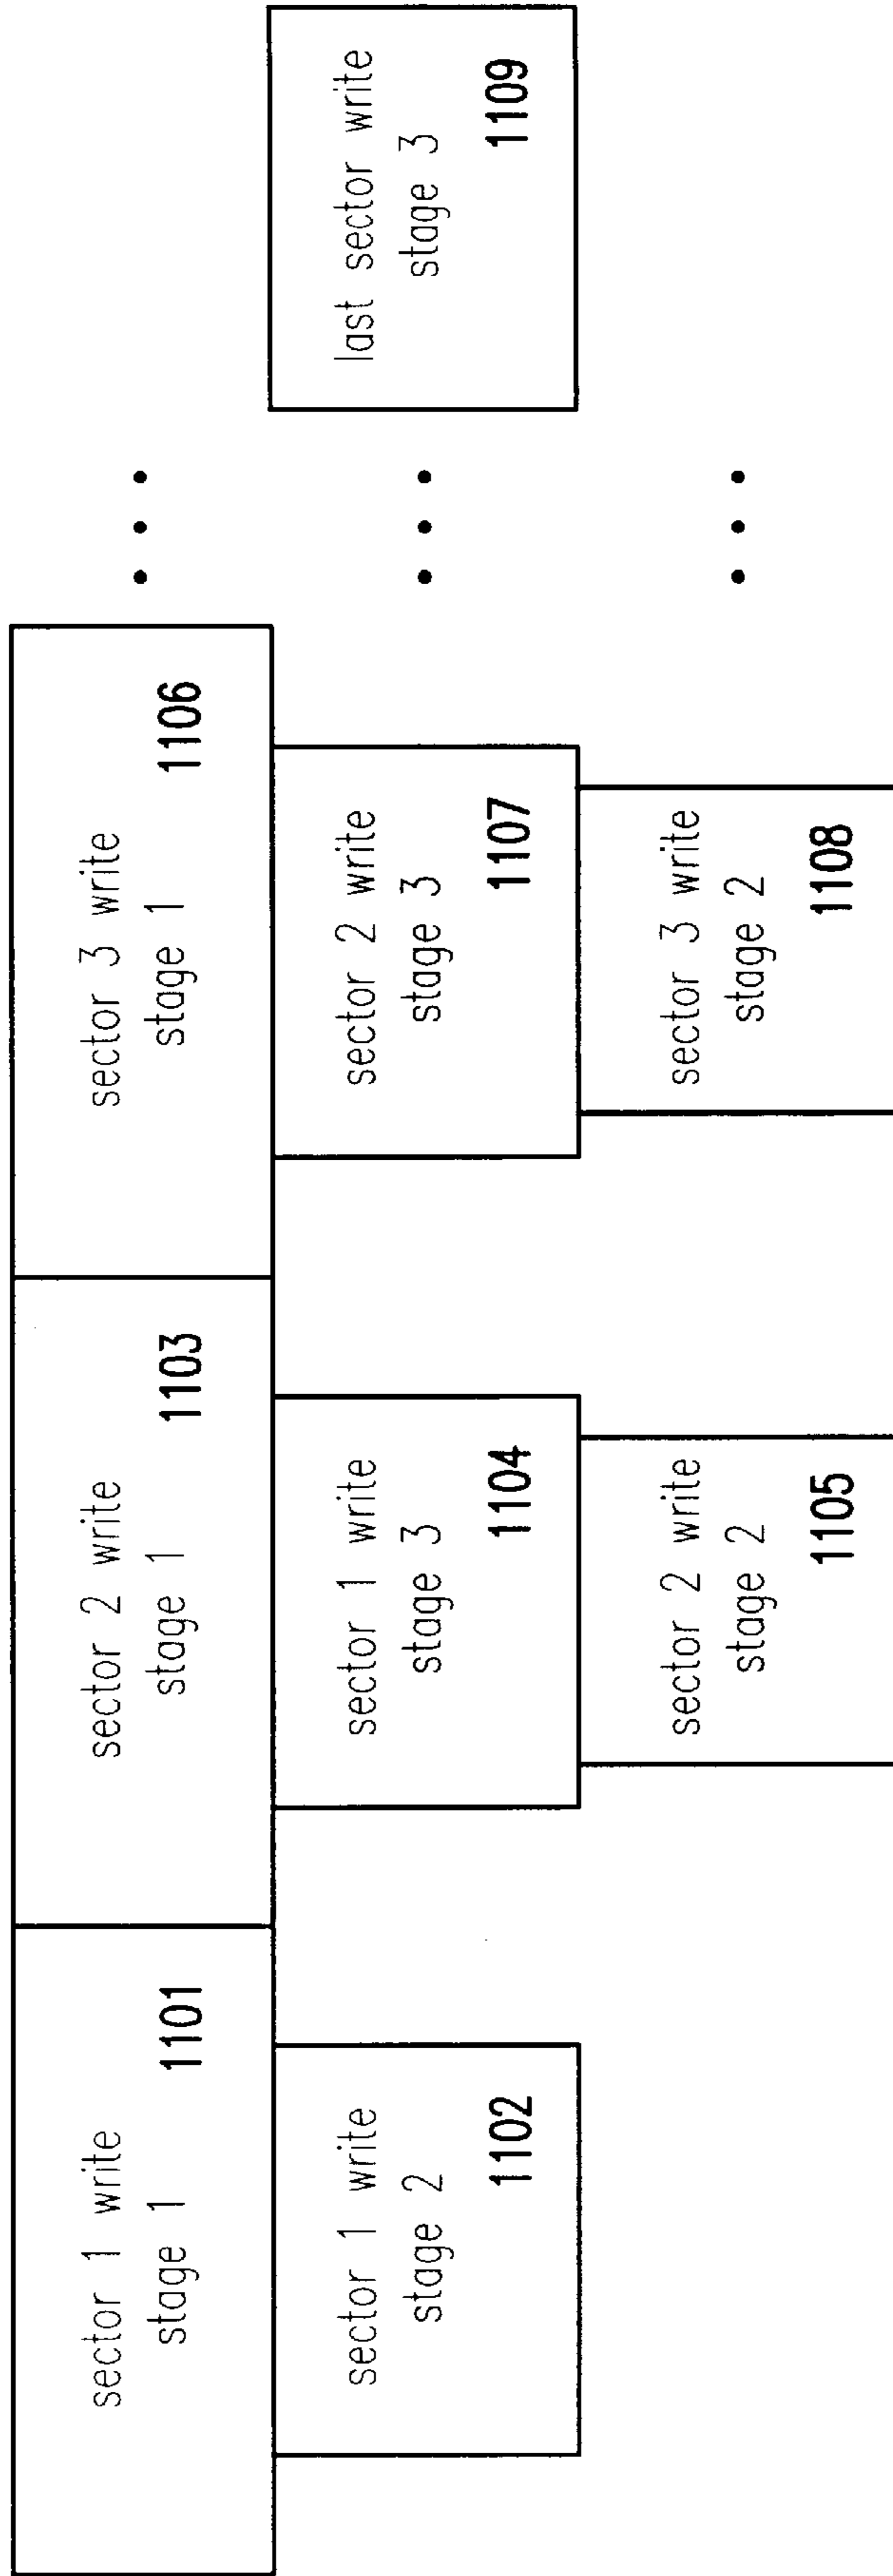 sector 1 write
stage 1
1101
sector 2 write
stage 1
1103
sector 3 write
stage 1
1106
sector 1 write
stage 2
1102
sector 1 write
stage 3
1104
sector 2 write
stage 3
1107
last sector write
stage 3
1109
sector 2 write
stage 2
1105
sector 3 write
stage 2
1108